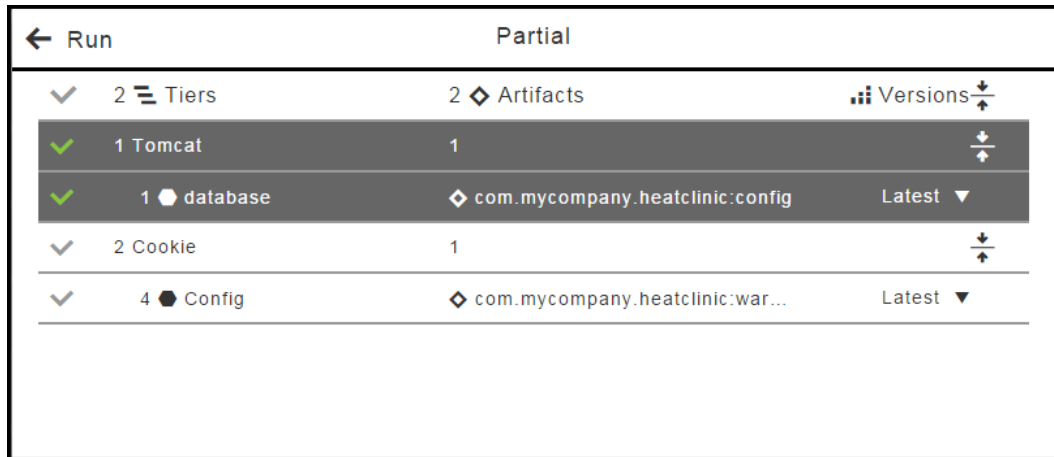 Run Partial
2 Tiers 2 Artifacts Versions
1 Tomcat 1
1 database com.mycompany.heatclinic:config Latest
2 Cookie 1
4 Config com.mycompany.heatclinic:war... Latest